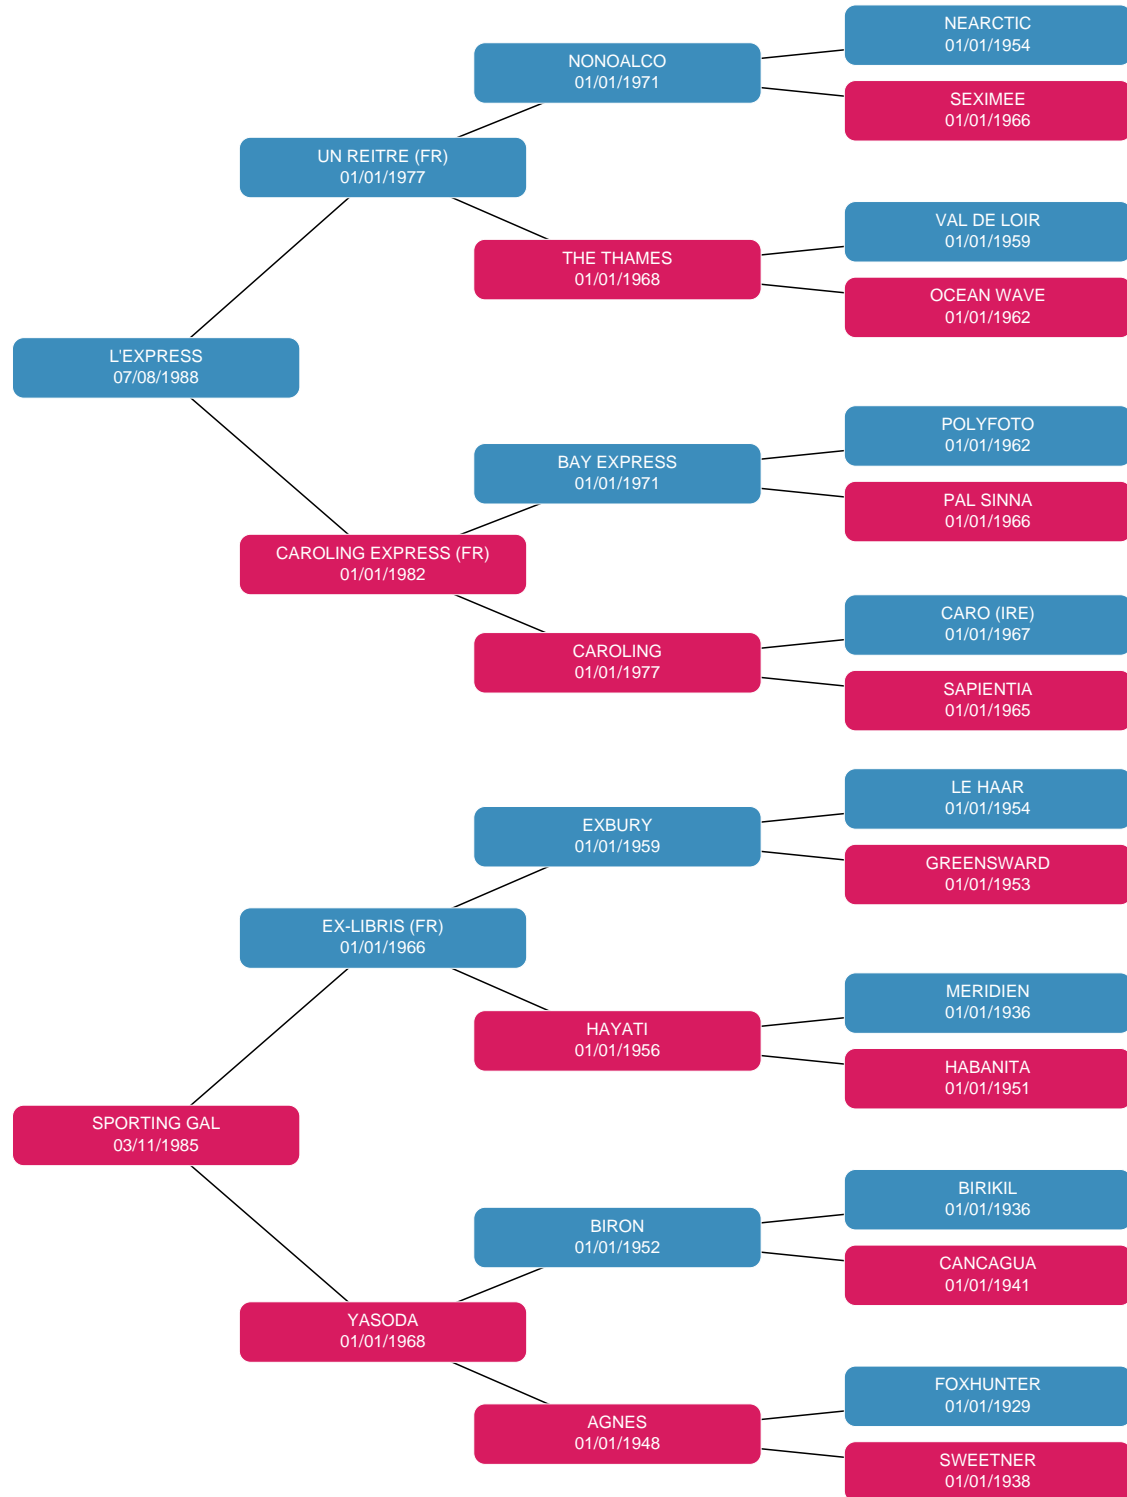 NEARCTIC
01/01/1954
NONOALCO
01/01/1971
SEXIMEE
01/01/1966
UN REITRE (FR)
01/01/1977
VAL DE LOIR
01/01/1959
THE THAMES
01/01/1968
OCEAN WAVE
01/01/1962
L'EXPRESS
07/08/1988
POLYFOTO
01/01/1962
BAY EXPRESS
01/01/1971
PAL SINNA
01/01/1966
CAROLING EXPRESS (FR)
01/01/1982
CARO (IRE)
01/01/1967
CAROLING
01/01/1977
SAPIENTIA
01/01/1965
LE HAAR
01/01/1954
EXBURY
01/01/1959
GREENSWARD
01/01/1953
EX-LIBRIS (FR)
01/01/1966
MERIDIEN
01/01/1936
HAYATI
01/01/1956
HABANITA
01/01/1951
SPORTING GAL
03/11/1985
BIRIKIL
01/01/1936
BIRON
01/01/1952
CANCAGUA
01/01/1941
YASODA
01/01/1968
FOXHUNTER
01/01/1929
AGNES
01/01/1948
SWEETNER
01/01/1938